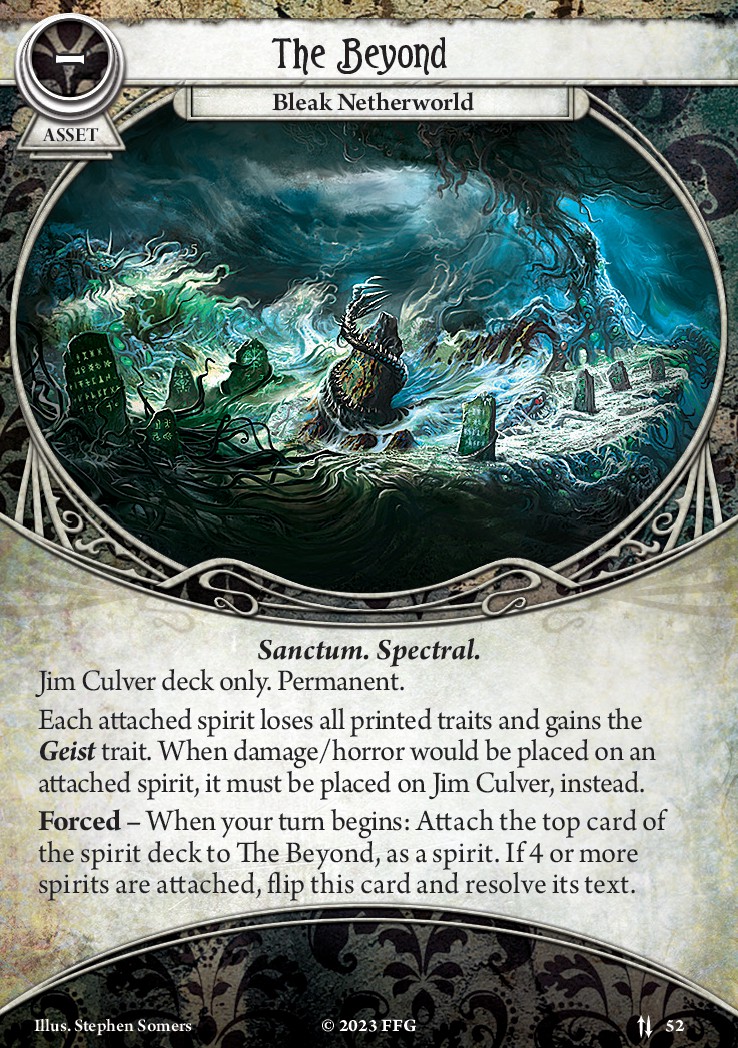 –
The Beyond
Bleak Netherworld
ASSET
Sanctum. Spectral.
Jim Culver deck only. Permanent.
Each attached spirit loses all printed traits and gains the
Geist trait. When damage/horror would be placed on an
attached spirit, it must be placed on Jim Culver, instead.
Forced – When your turn begins: Attach the top card of
the spirit deck to The Beyond, as a spirit. If 4 or more
spirits are attached, flip this card and resolve its text.
Illus. Stephen Somers
© 2023 FFG
52